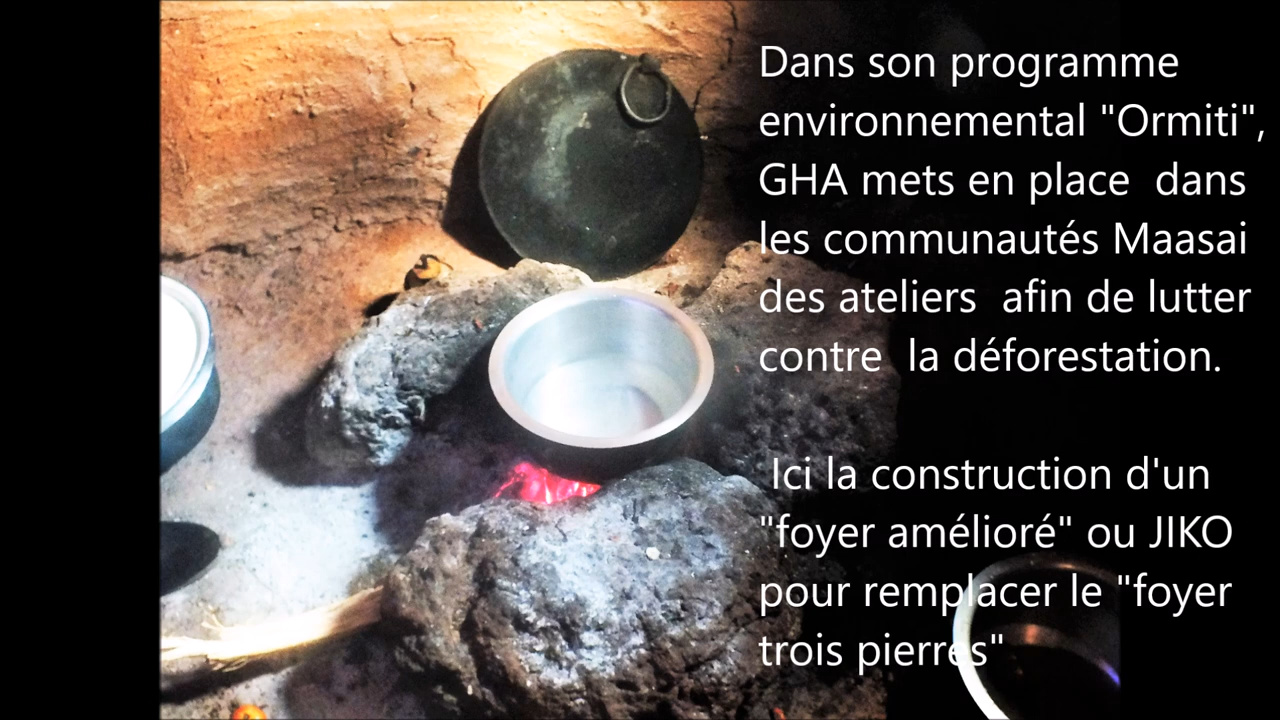 Dans son programme
environnemental "Ormiti",
GHA mets en place  dans
les communautés Maasai
des ateliers  afin de lutter
contre  la déforestation.
Ici la construction d'un
"foyer amélioré" ou JIKO
pour remplacer le "foyer
trois pierres"